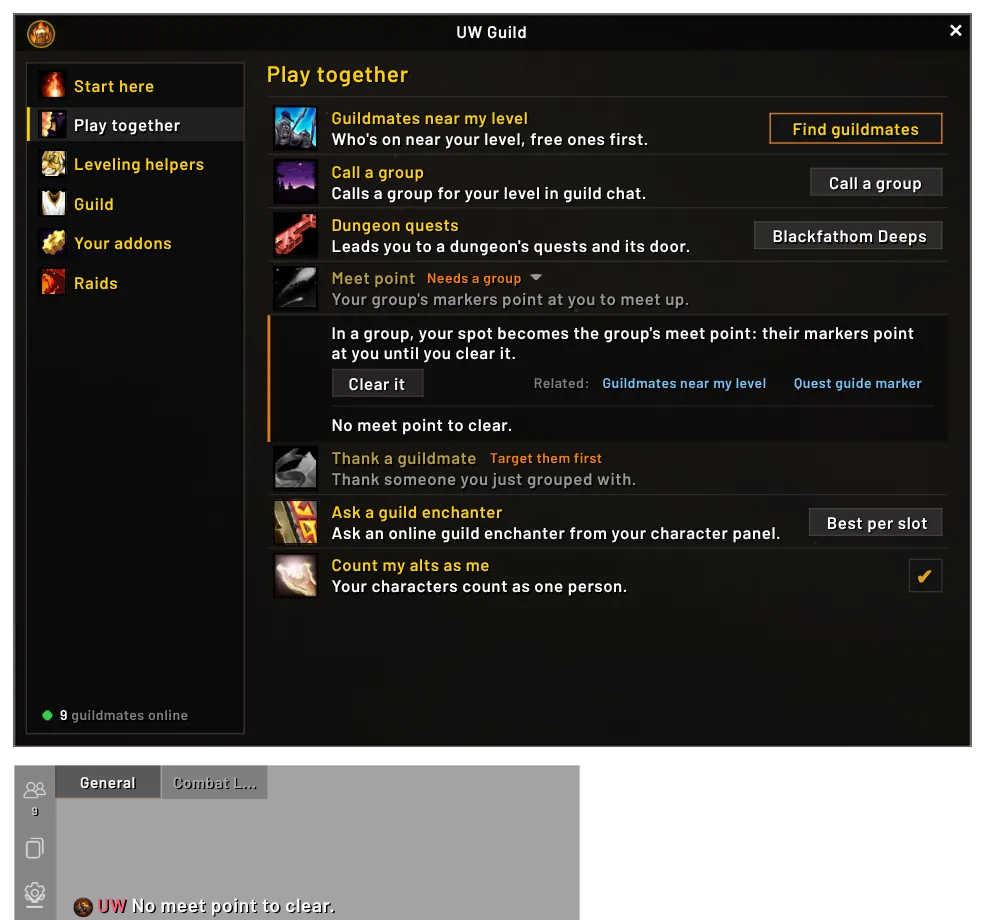 UW Guild
Start here
Play together
Leveling helpers
Guild
Your addons
Raids
9 guildmates online
Play together
Guildmates near my level
Who's on near your level, free ones first.
Find guildmates
Call a group
Calls a group for your level in guild chat.
Call a group
Dungeon quests
Leads you to a dungeon's quests and its door.
Blackfathom Deeps
Meet point Needs a group
Your group's markers point at you to meet up.
In a group, your spot becomes the group's meet point: their markers point
at you until you clear it.
Clear it
Related: Guildmates near my level Quest guide marker
No meet point to clear.
Thank a guildmate Target them first
Thank someone you just grouped with.
Ask a guild enchanter
Ask an online guild enchanter from your character panel.
Best per slot
Count my alts as me
Your characters count as one person.
General
Combat L...
9
UW No meet point to clear.